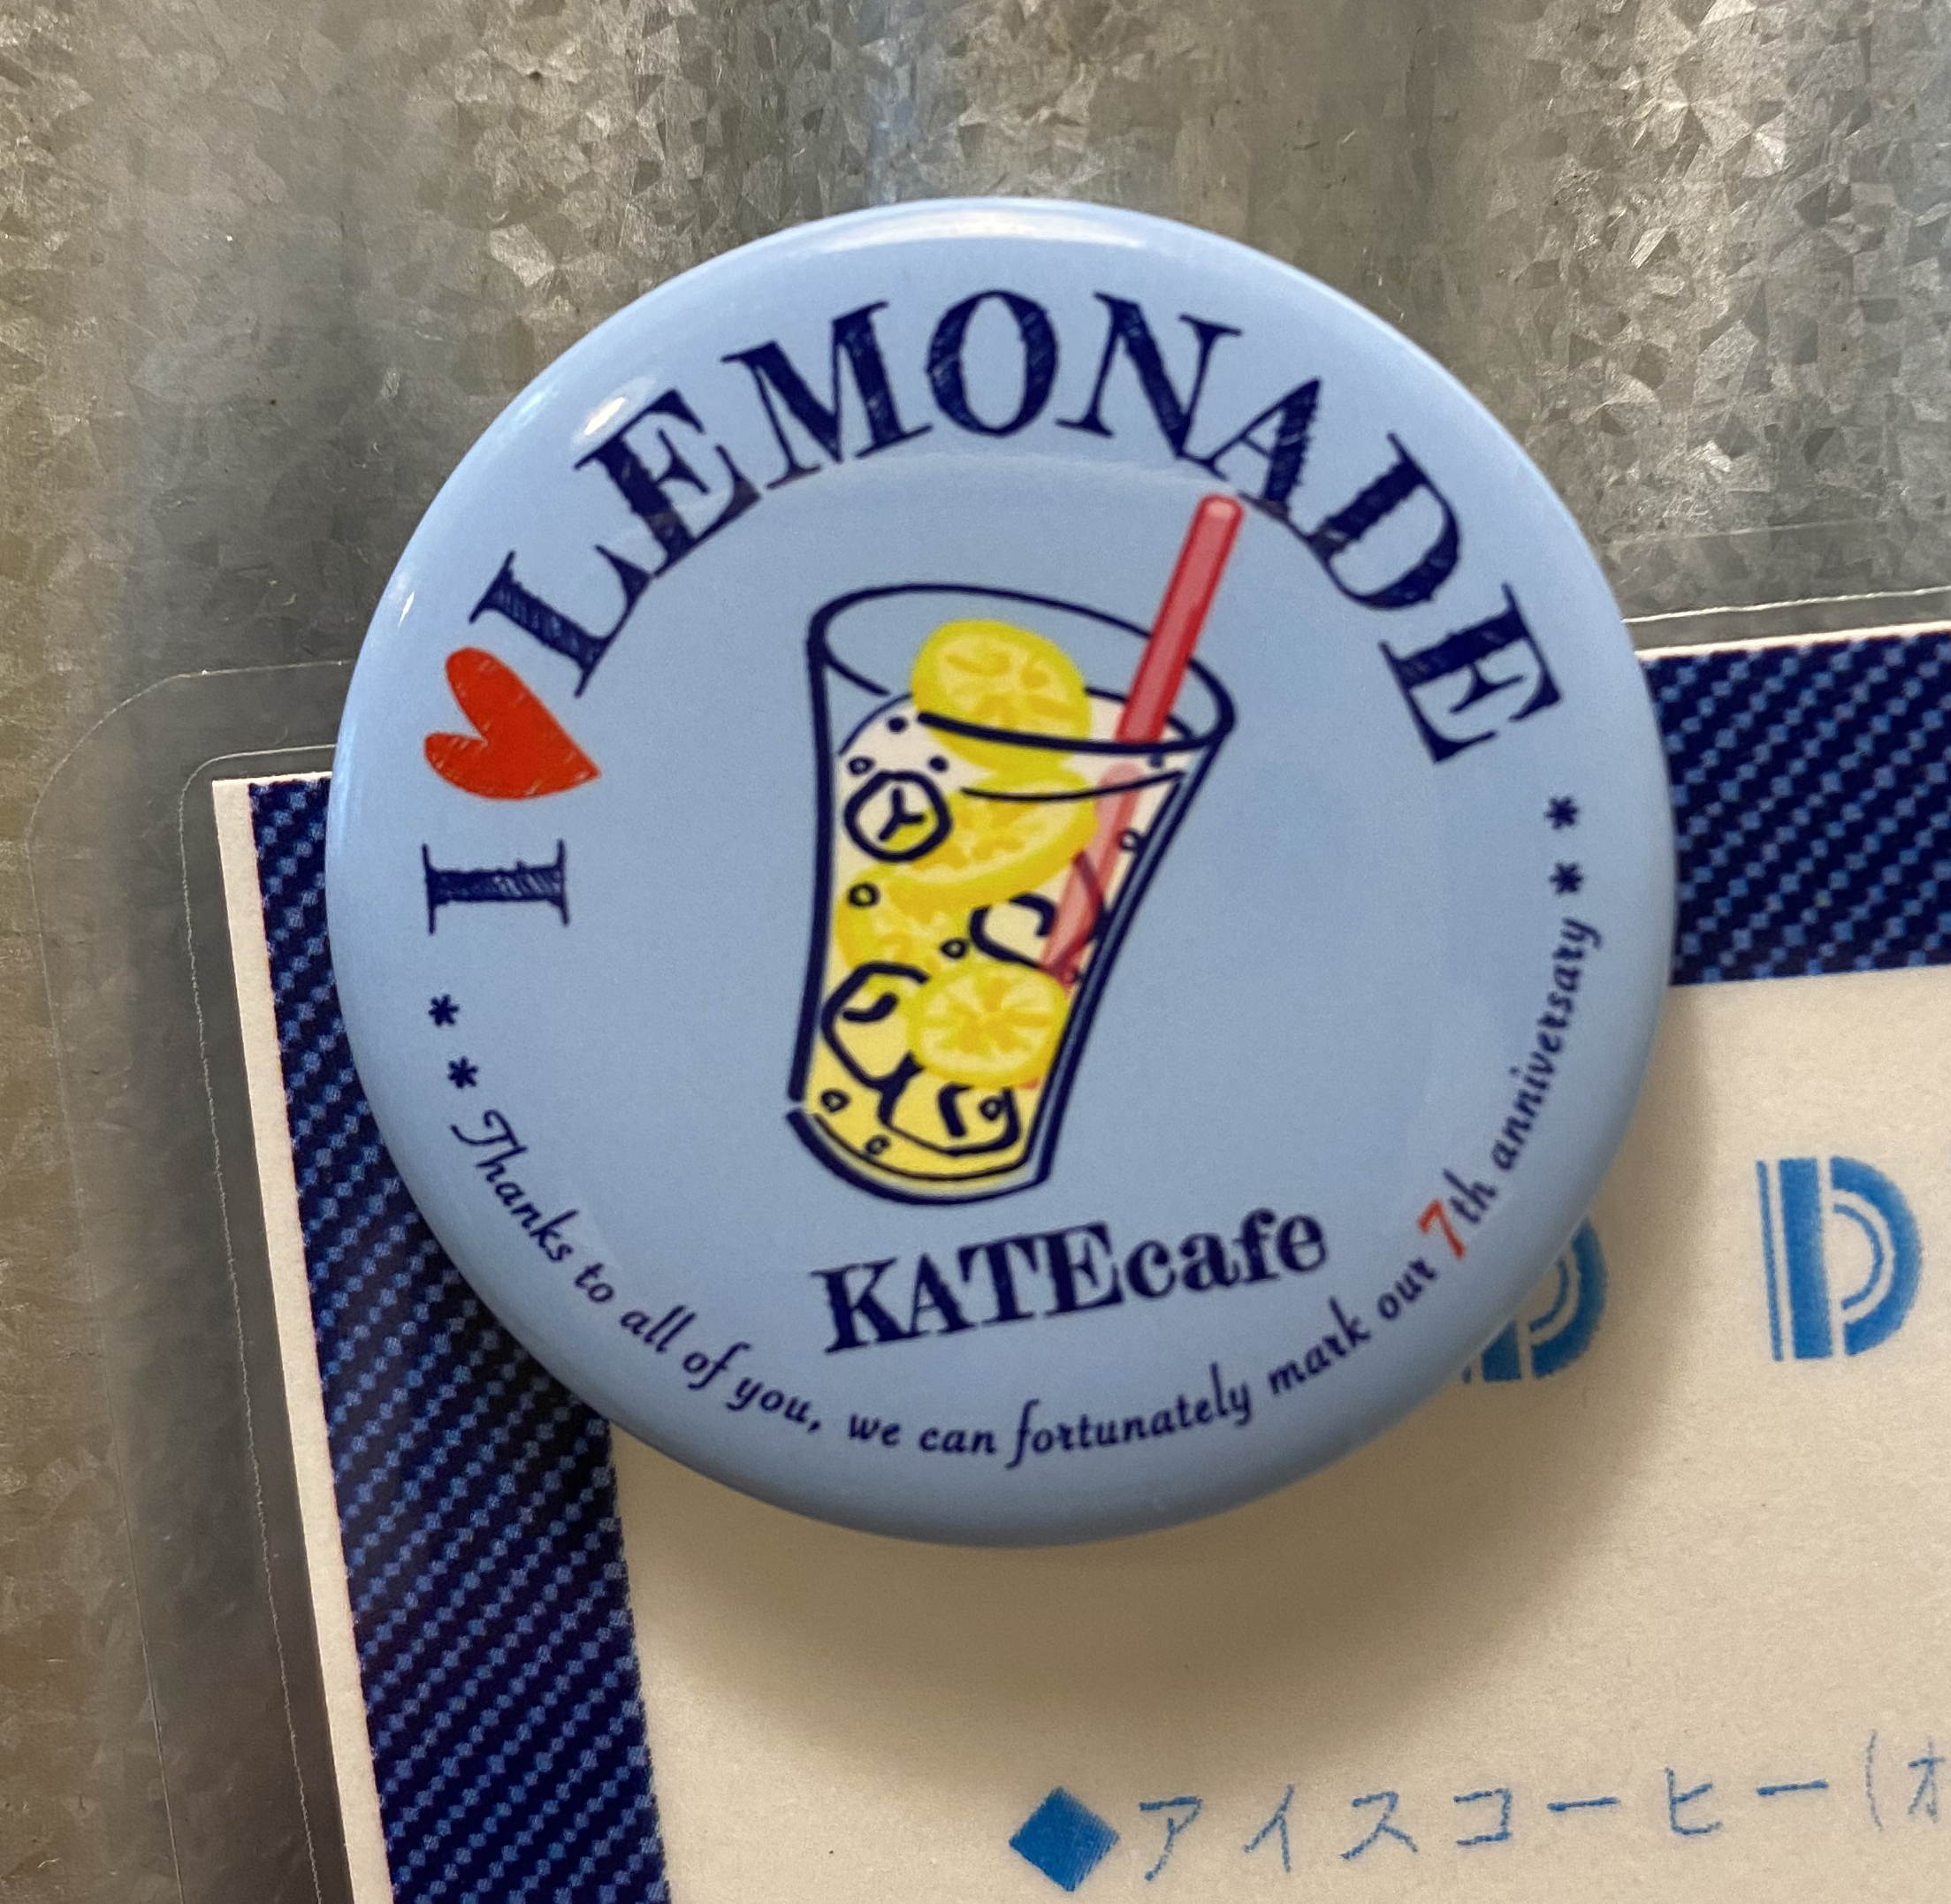 I ❤ LEMONADE
KATEcafe
* * Thanks to all of you, we can fortunately mark our 7th anniversary * *
D
◆アイスコーヒー(オ